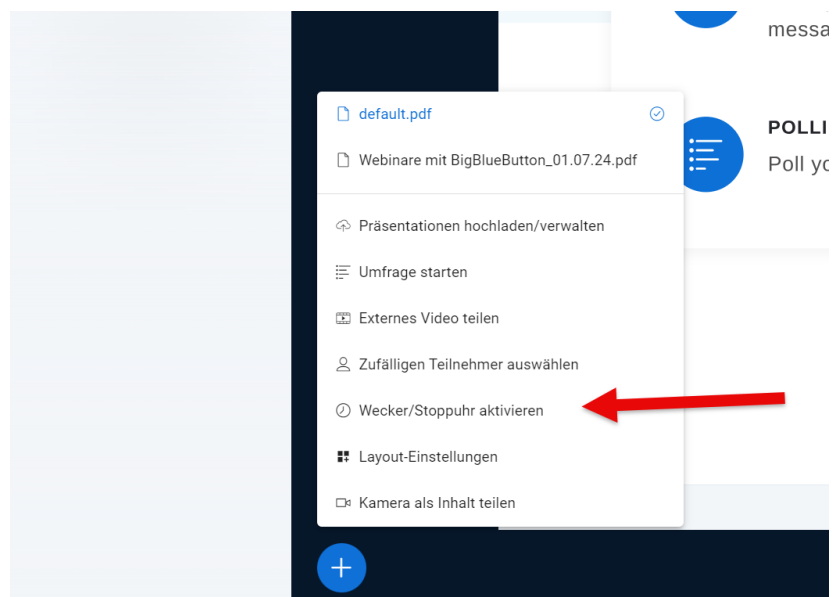 messa
default.pdf
Webinare mit BigBlueButton_01.07.24.pdf
POLLI
Poll yo
Präsentationen hochladen/verwalten
Umfrage starten
Externes Video teilen
Zufälligen Teilnehmer auswählen
Wecker/Stoppuhr aktivieren
Layout-Einstellungen
Kamera als Inhalt teilen